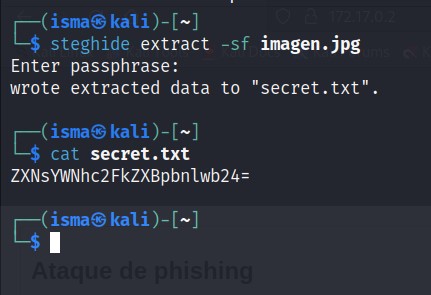 ┌──(isma㉿kali)-[~]
└─$ steghide extract -sf imagen.jpg
Enter passphrase:
wrote extracted data to "secret.txt".
┌──(isma㉿kali)-[~]
└─$ cat secret.txt
ZXNsYWNhc2FkZXBpbnlwb24=
┌──(isma㉿kali)-[~]
└─$
Ataque de phishing
172.17.0.2